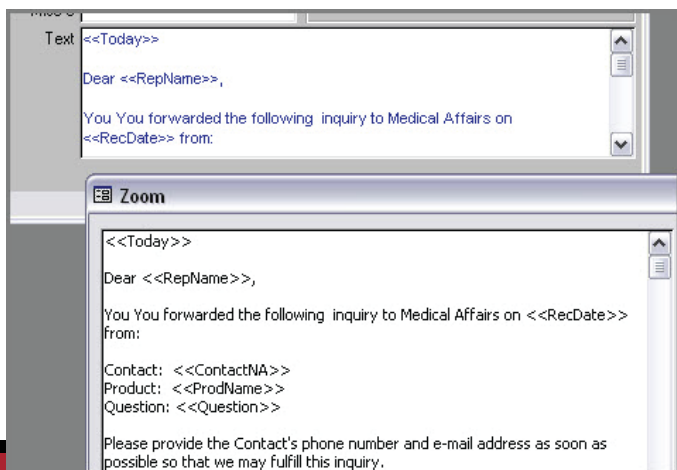 Text <<Today>>
Dear <<RepName>>,
You You forwarded the following  inquiry to Medical Affairs on
<<RecDate>> from:
Zoom
<<Today>>
Dear <<RepName>>,
You You forwarded the following  inquiry to Medical Affairs on <<RecDate>>
from:
Contact:  <<ContactNA>>
Product:  <<ProdName>>
Question: <<Question>>
Please provide the Contact's phone number and e-mail address as soon as
possible so that we may fulfill this inquiry.